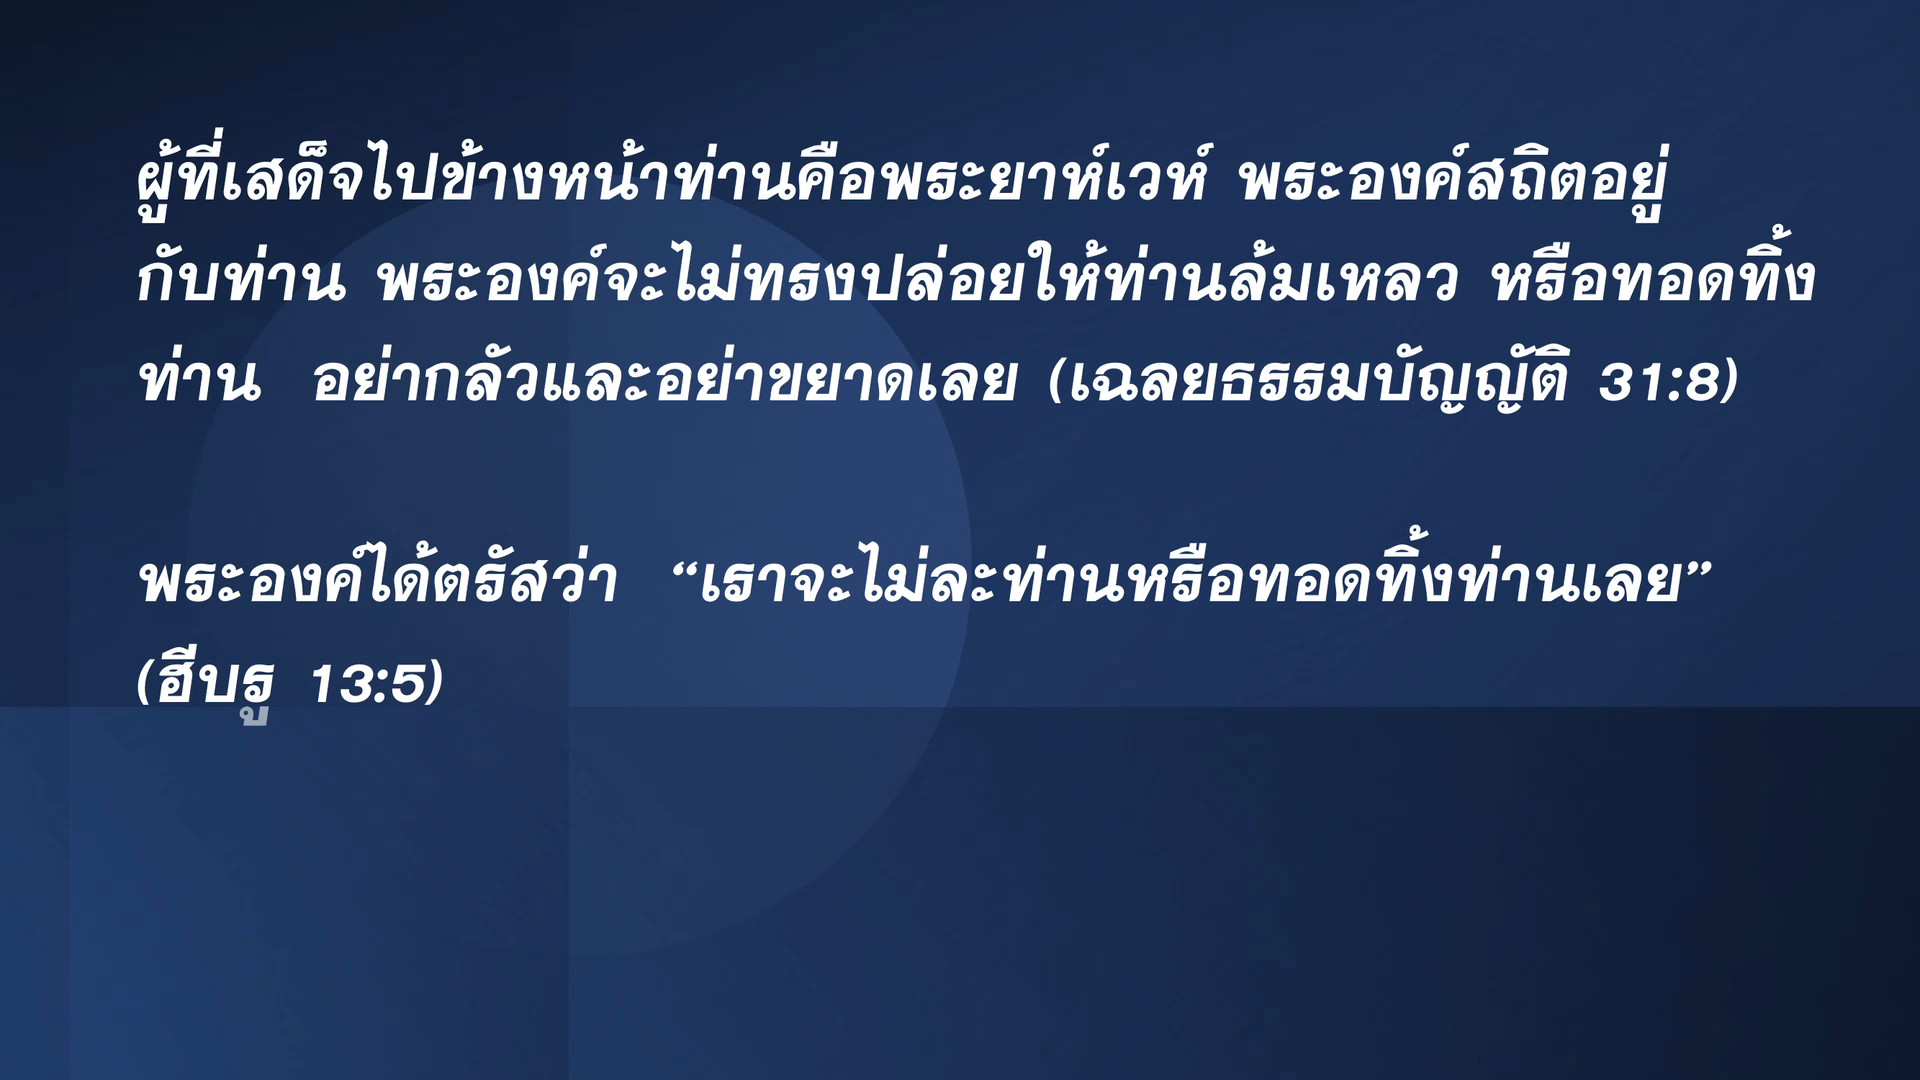 ผู้ที่เสด็จไปข้างหน้าท่านคือพระยาห์เวห์ พระองค์สถิตอยู่
กับท่าน พระองค์จะไม่ทรงปล่อยให้ท่านล้มเหลว หรือทอดทิ้ง
ท่าน อย่ากลัวและอย่าขยาดเลย (เฉลยธรรมบัญญัติ 31:8)
พระองค์ได้ตรัสว่า “เราจะไม่ละท่านหรือทอดทิ้งท่านเลย”
(ฮีบรู 13:5)